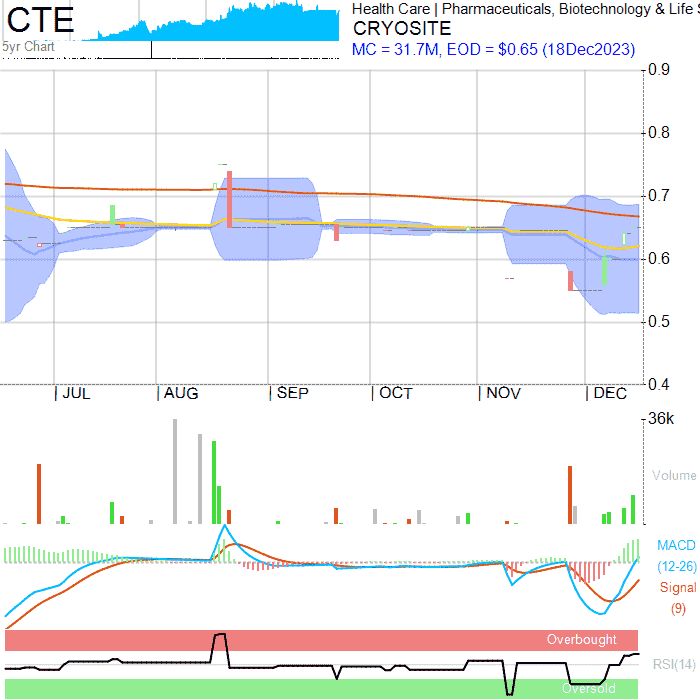 CTE
Health Care | Pharmaceuticals, Biotechnology & Life S
CRYOSITE
5yr Chart
MC = 31.7M, EOD = $0.65 (18Dec2023)
0.9
0.8
0.7
0.6
0.5
0.4
JUL AUG SEP OCT NOV DEC
36k
Volume
MACD
(12-26)
Signal
(9)
Overbought
RSI(14)
Oversold